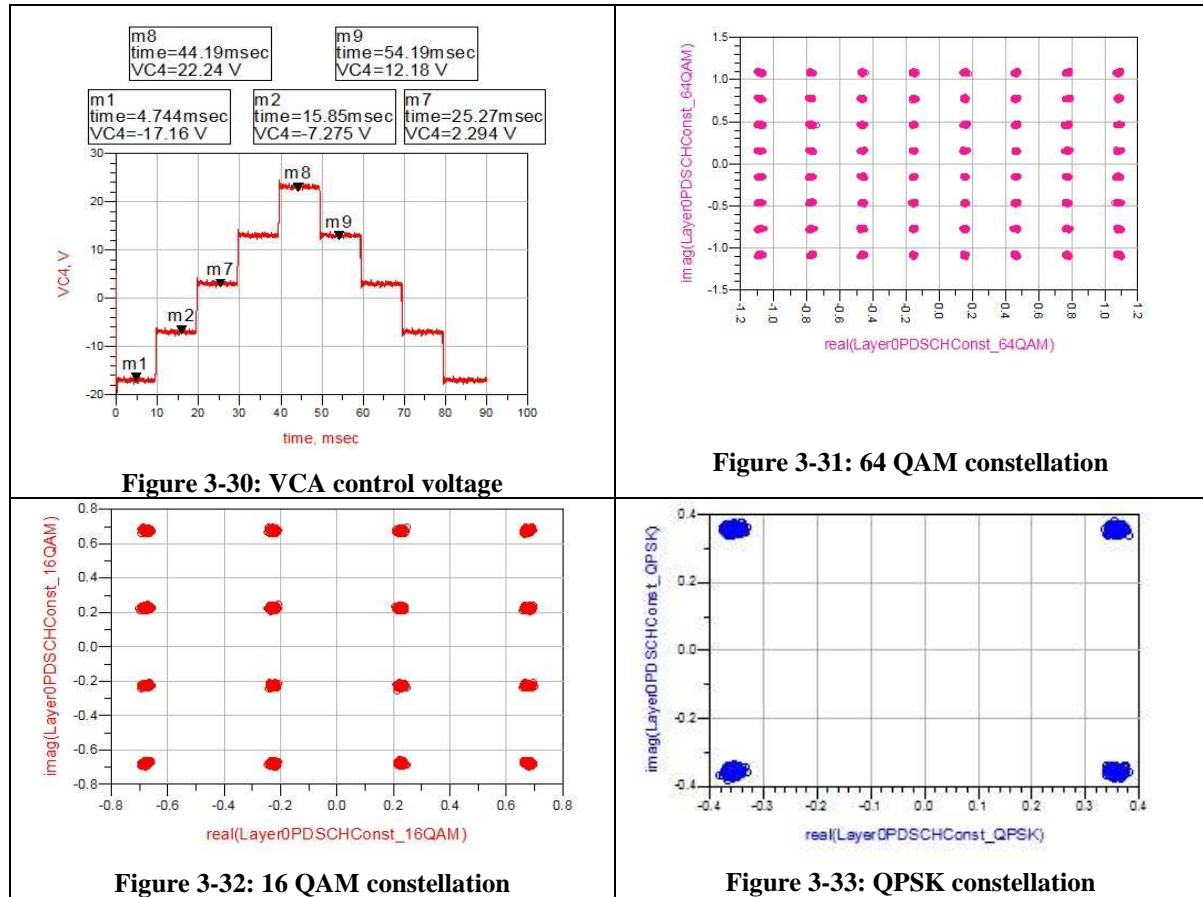 m8
time=44.19msec
VC4=22.24 V
m9
time=54.19msec
VC4=12.18 V
m1
time=4.744msec
VC4=-17.16 V
m2
time=15.85msec
VC4=-7.275 V
m7
time=25.27msec
VC4=2.294 V
30
20
10
0
-10
-20
VC4, V
m8
m9
m7
m2
m1
0 10 20 30 40 50 60 70 80 90 100
time, msec
Figure 3-30: VCA control voltage
1.5
1.0
0.5
0.0
-0.5
-1.0
-1.5
imag(Layer0PDSCHConst_64QAM)
-1.2 -1.0 -0.8 -0.6 -0.4 -0.2 0.0 0.2 0.4 0.6 0.8 1.0 1.2
real(Layer0PDSCHConst_64QAM)
Figure 3-31: 64 QAM constellation
0.8
0.6
0.4
0.2
0.0
-0.2
-0.4
-0.6
-0.8
imag(Layer0PDSCHConst_16QAM)
-0.8 -0.6 -0.4 -0.2 0.0 0.2 0.4 0.6 0.8
real(Layer0PDSCHConst_16QAM)
Figure 3-32: 16 QAM constellation
0.4
0.2
0.0
-0.2
-0.4
imag(Layer0PDSCHConst_QPSK)
-0.4 -0.3 -0.2 -0.1 0.0 0.1 0.2 0.3 0.4
real(Layer0PDSCHConst_QPSK)
Figure 3-33: QPSK constellation